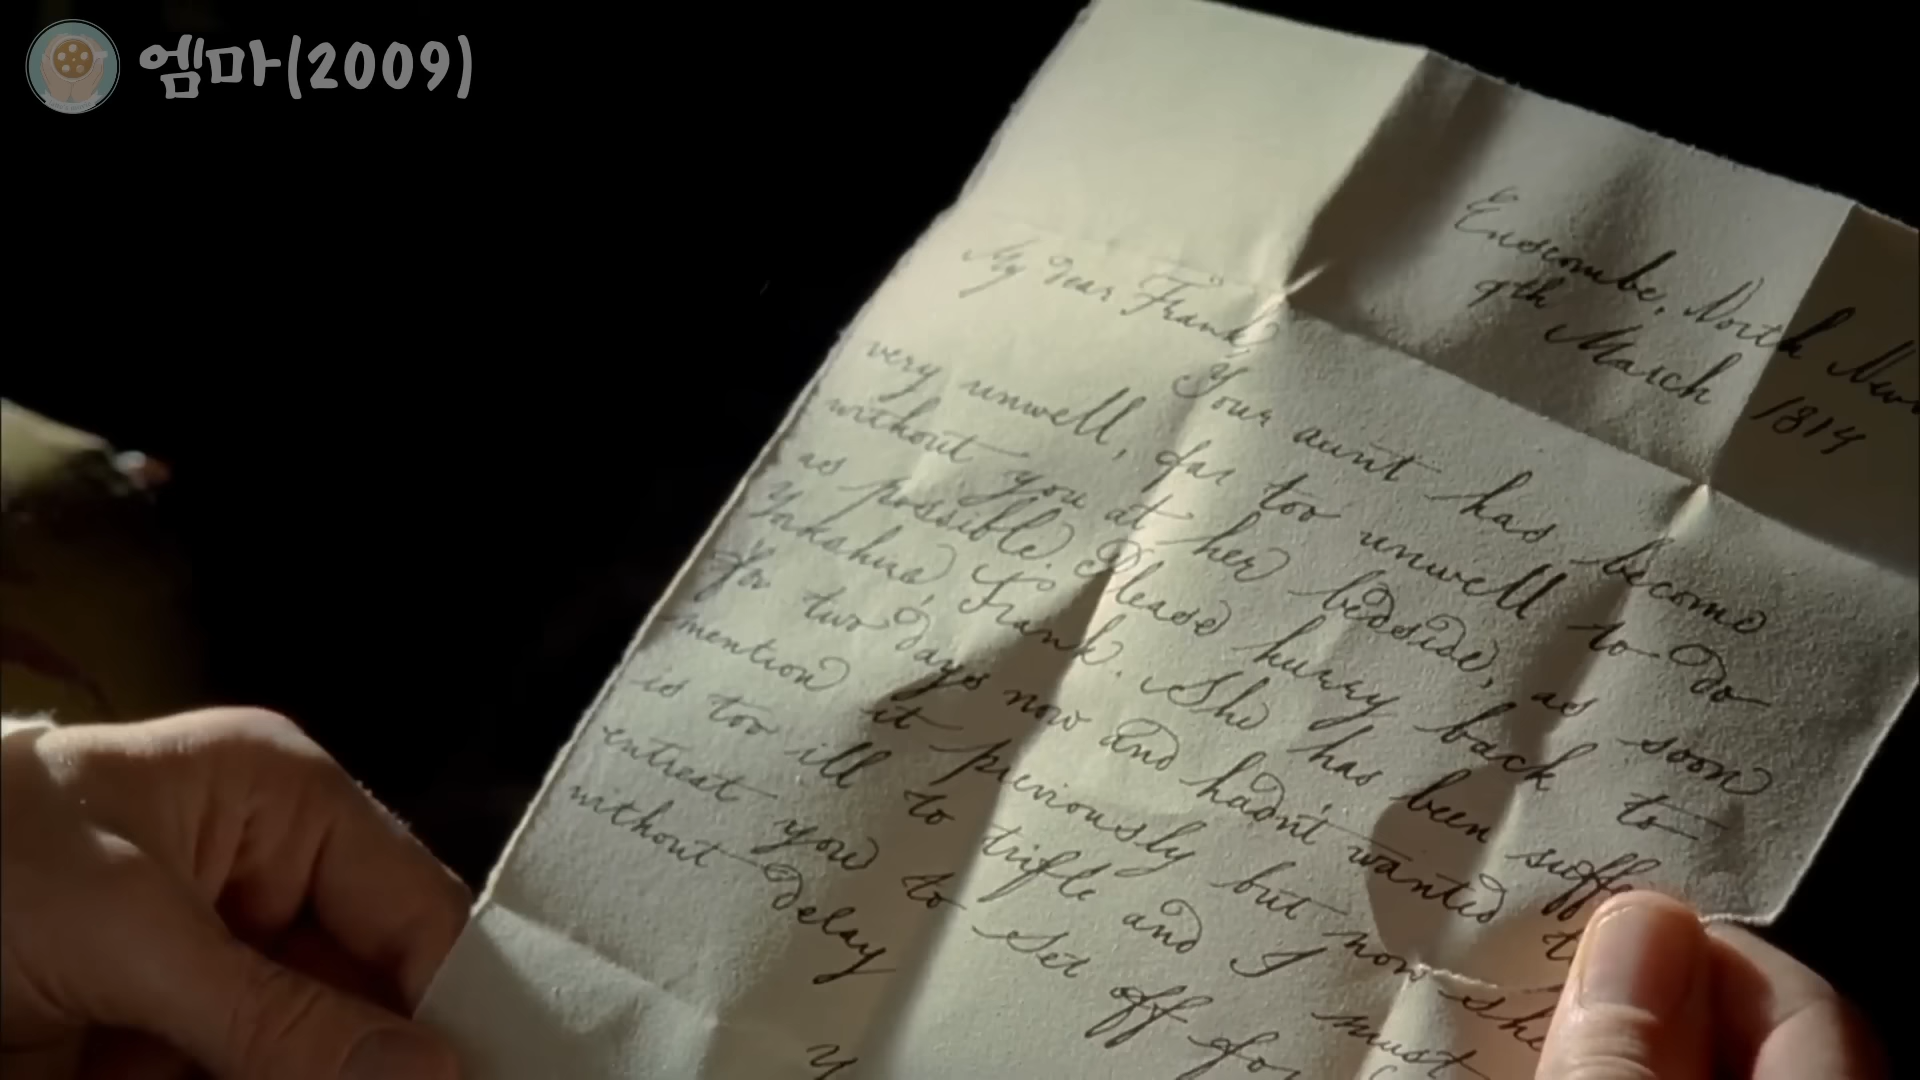 엠마(2009)
Enscombe, North
9th March 1814
My dear Frank,
Your aunt has become
very unwell, far too unwell to do
without you at her bedside, as soon
as possible. Please hurry back to
Yorkshire, Frank. She has been
for two days now and hadn't wanted
mention it previously but now she
is too ill to trifle and I must
entreat you to set off for
without delay